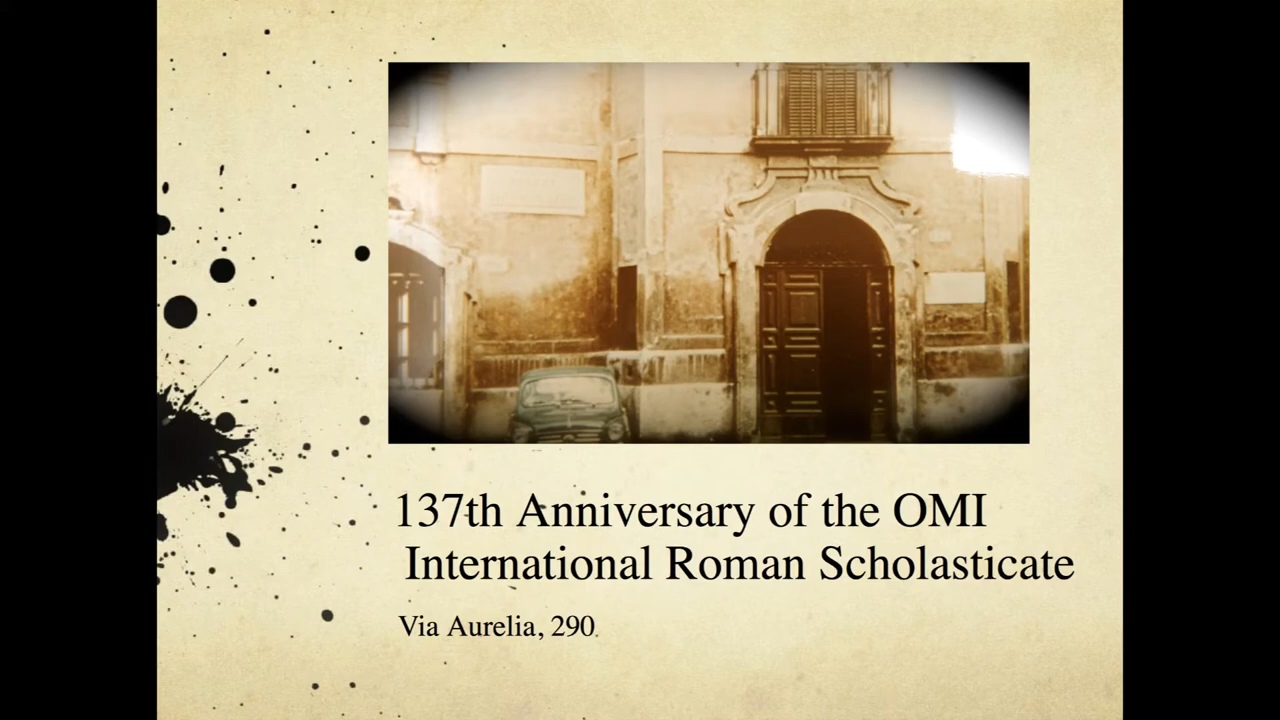 137th Anniversary of the OMI
International Roman Scholasticate
Via Aurelia, 290